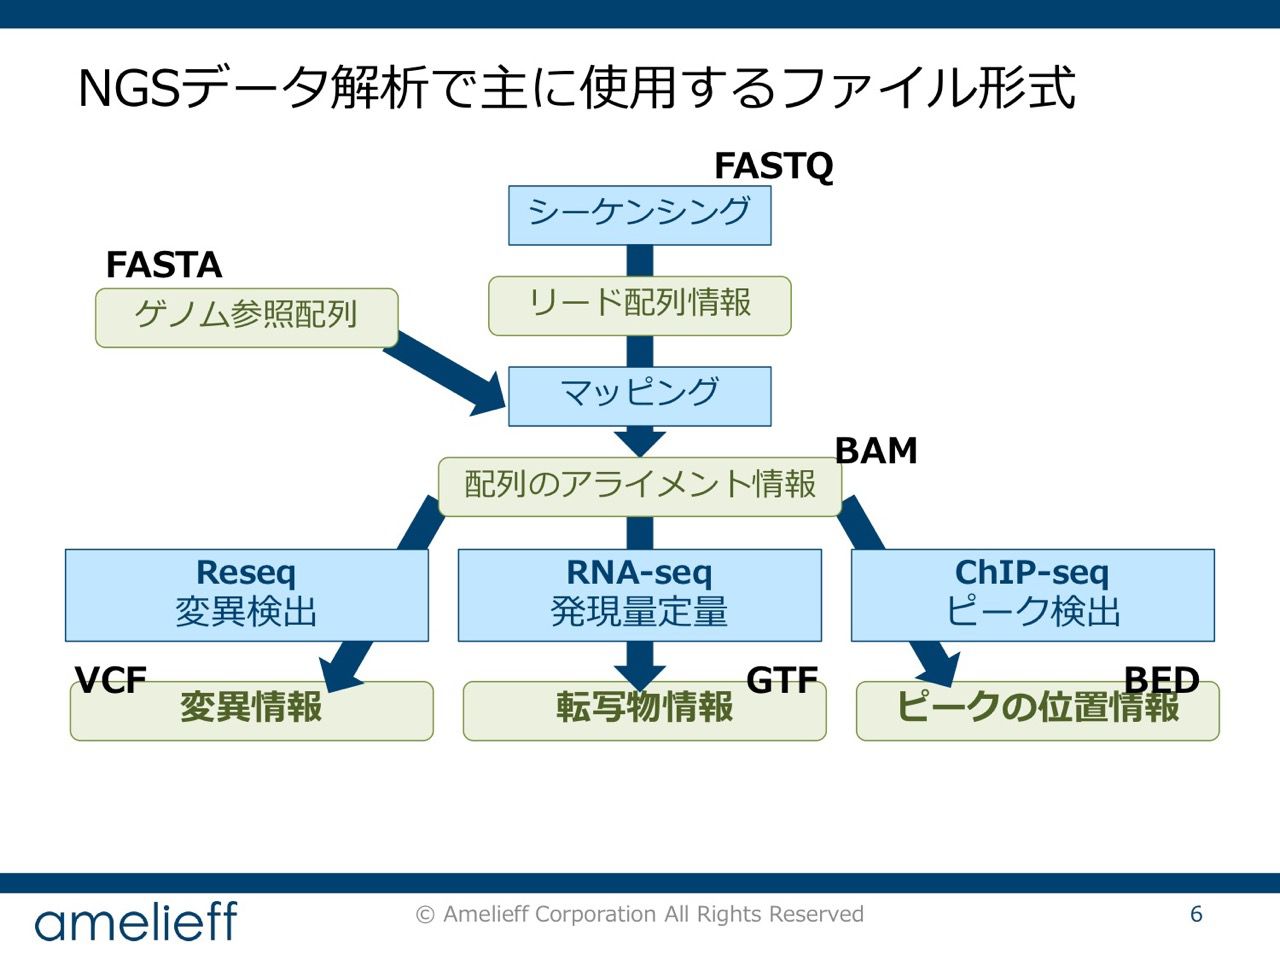 NGSデータ解析で主に使用するファイル形式
FASTQ
シーケンシング
FASTA
ゲノム参照配列
リード配列情報
マッピング
BAM
配列のアライメント情報
Reseq
変異検出
RNA-seq
発現量定量
ChIP-seq
ピーク検出
VCF
変異情報
GTF
転写物情報
BED
ピークの位置情報
amelieff
© Amelieff Corporation All Rights Reserved
6